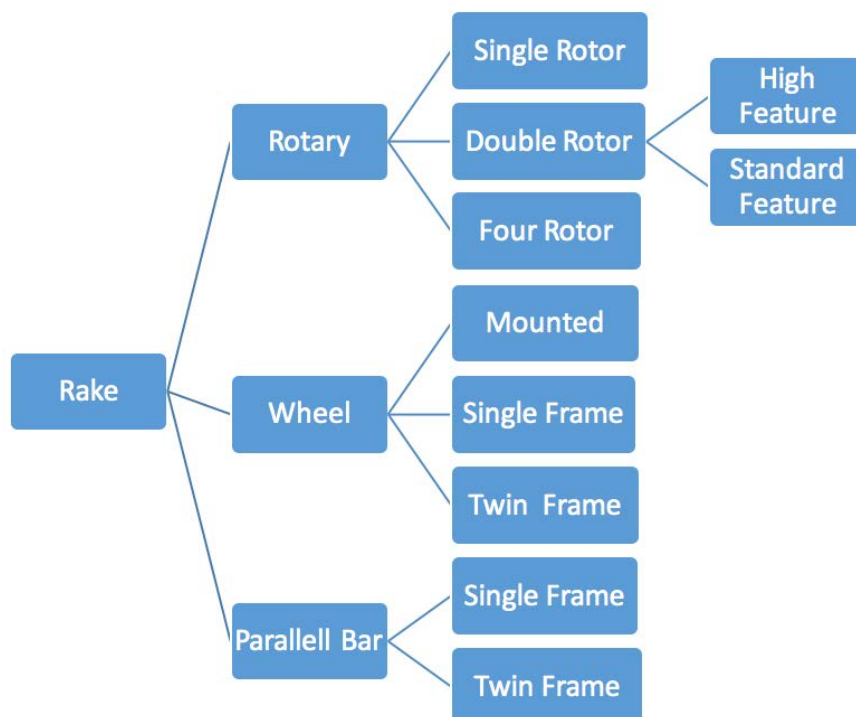 Rake
Rotary
Single Rotor
Double Rotor
High
Feature
Standard
Feature
Four Rotor
Wheel
Mounted
Single Frame
Twin Frame
Parallell Bar
Single Frame
Twin Frame